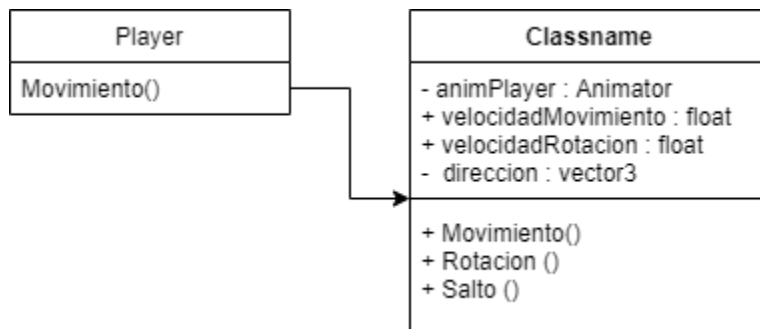 Player
Movimiento()
Classname
- animPlayer : Animator
+ velocidadMovimiento : float
+ velocidadRotacion : float
- direccion : vector3
+ Movimiento()
+ Rotacion ()
+ Salto ()